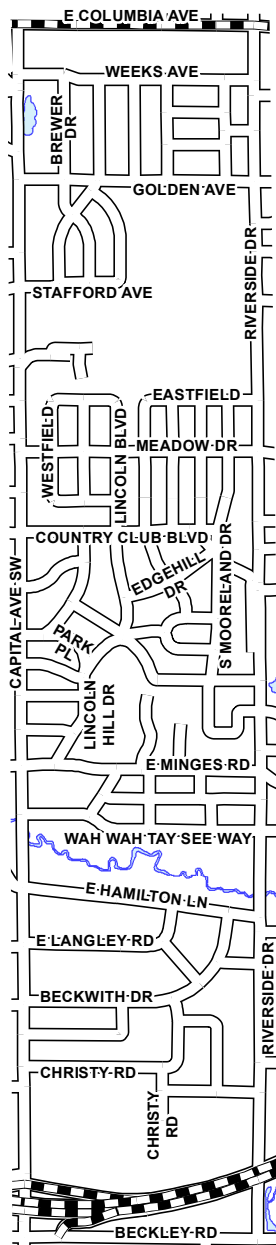 E COLUMBIA AVE
WEEKS AVE
BREWER
DR
GOLDEN AVE
RIVERSIDE DR
STAFFORD AVE
EASTFIELD
WESTFIELD
LINCOLN BLVD
MEADOW DR
COUNTRY CLUB BLVD
EDGEHILL
DR
S MOORELAND DR
CAPITAL AVE SW
PARK
PL
LINCOLN
HILL DR
E MINGES RD
WAH WAH TAY SEE WAY
E HAMILTON LN
E LANGLEY RD
RIVERSIDE DR
BECKWITH DR
CHRISTY RD
CHRISTY
RD
BECKLEY RD